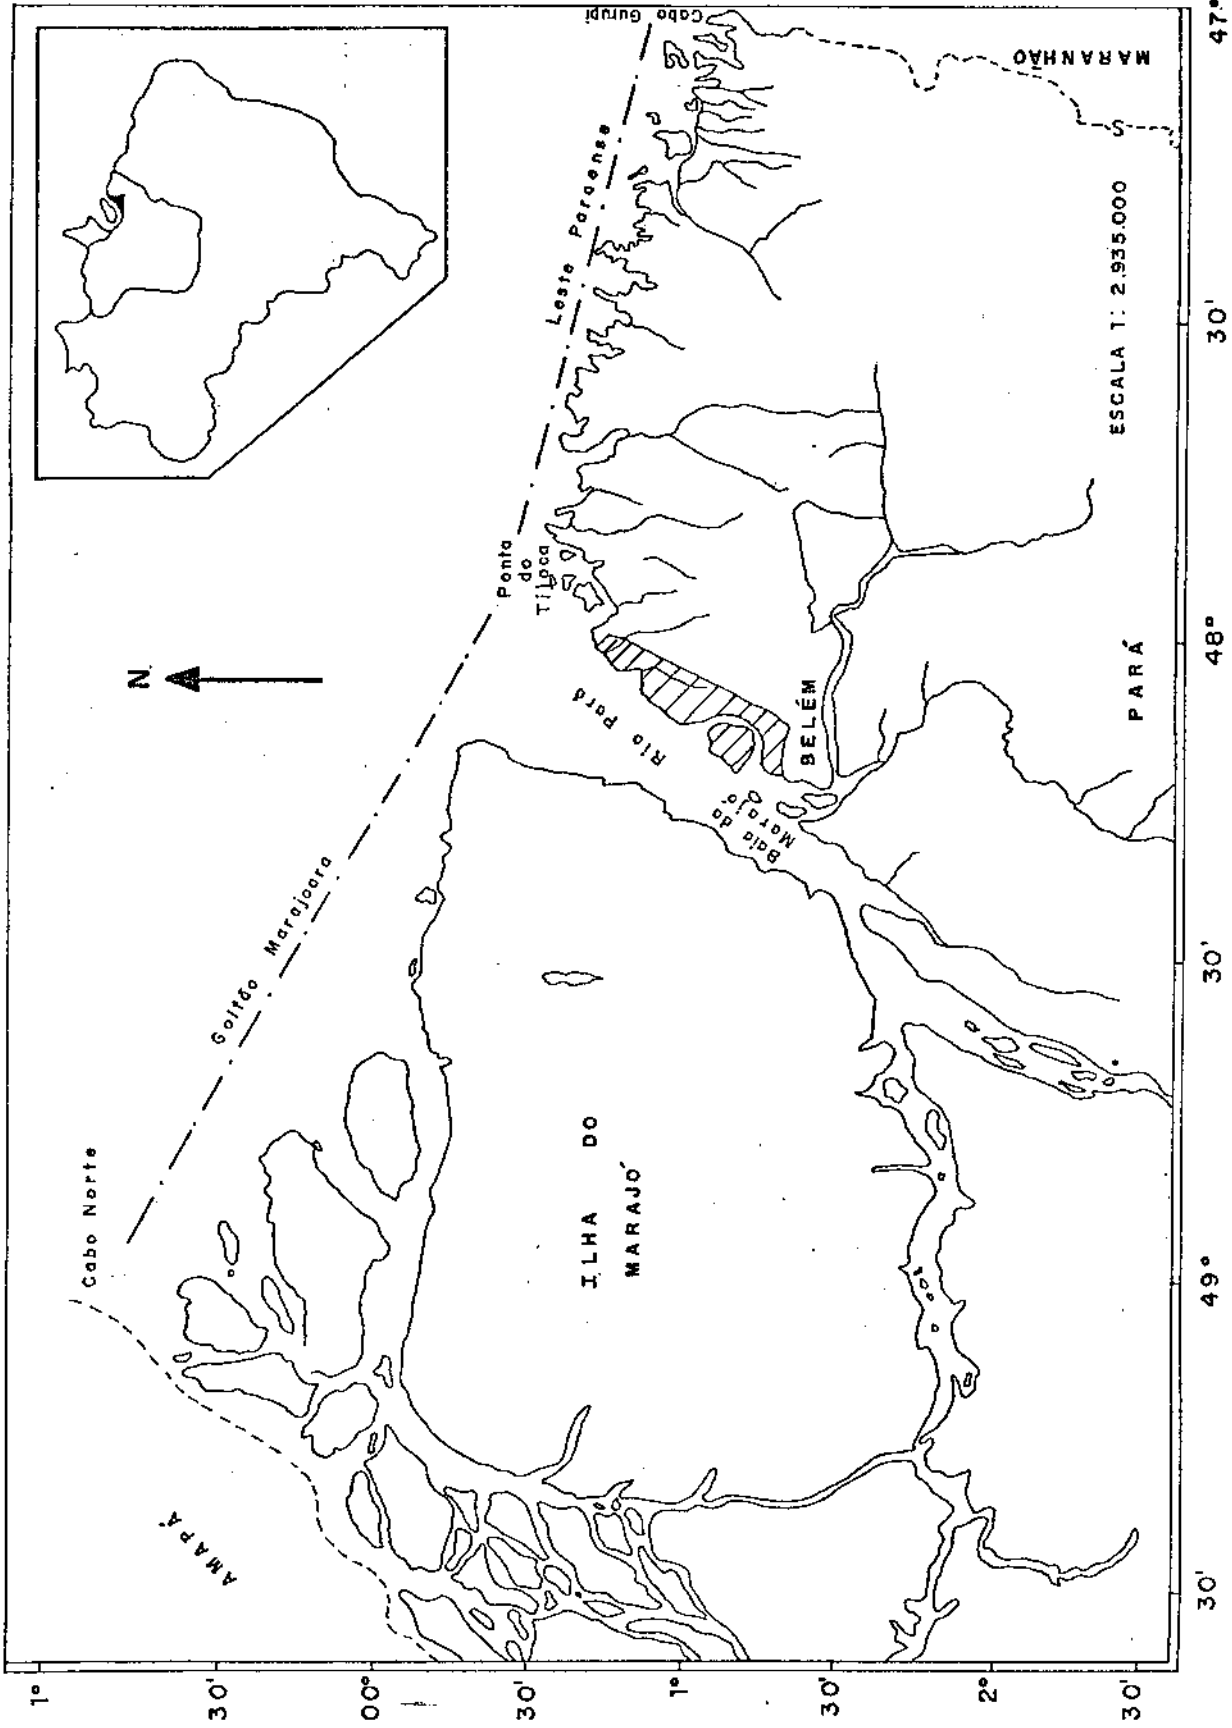 Cabo Norte
Golfão Marajoara
Ponta
do
Tijoca
Leste Paraense
Cabo Gurupi
N
AMAPÁ
ILHA DO
MARAJÓ
Rio Pará
Baía do
Marajó
BELÉM
PARÁ
MARANHÃO
S
ESCALA 1: 2.935.000
1°
30'
00°
30'
1°
30'
2°
30'
30'
49°
30'
48°
30'
47°